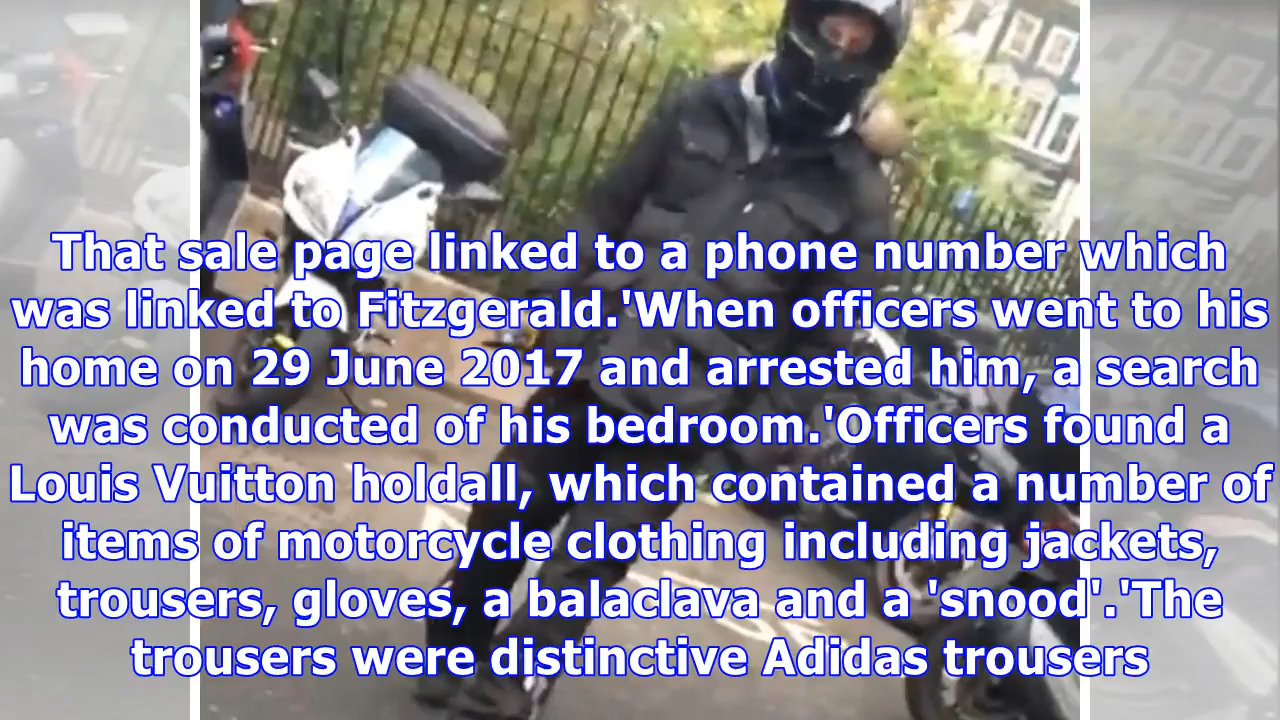 That sale page linked to a phone number which
was linked to Fitzgerald.'When officers went to his
home on 29 June 2017 and arrested him, a search
was conducted of his bedroom.'Officers found a
Louis Vuitton holdall, which contained a number of
items of motorcycle clothing including jackets,
trousers, gloves, a balaclava and a 'snood'.'The
trousers were distinctive Adidas trousers